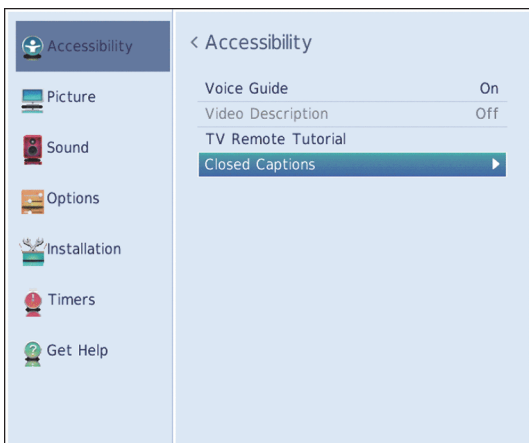 Accessibility
Picture
Sound
Options
Installation
Timers
Get Help
< Accessibility
Voice Guide On
Video Description Off
TV Remote Tutorial
Closed Captions